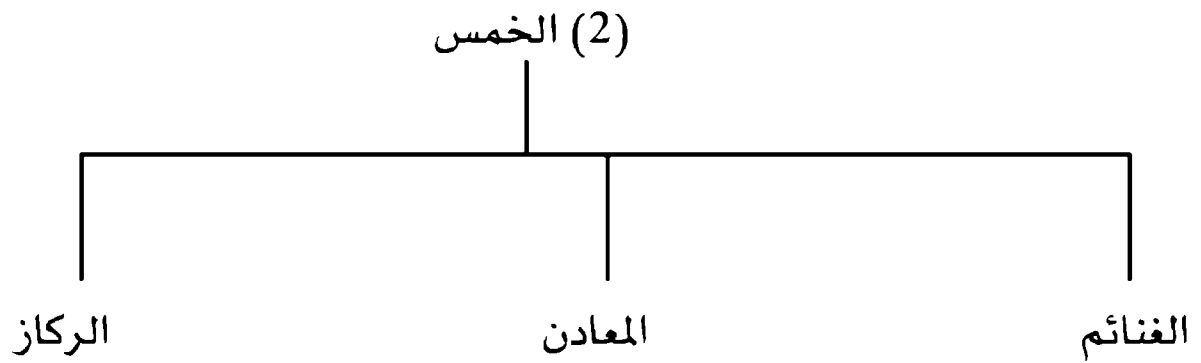 (2) الخمس
الغنائم
المعادن
الركاز